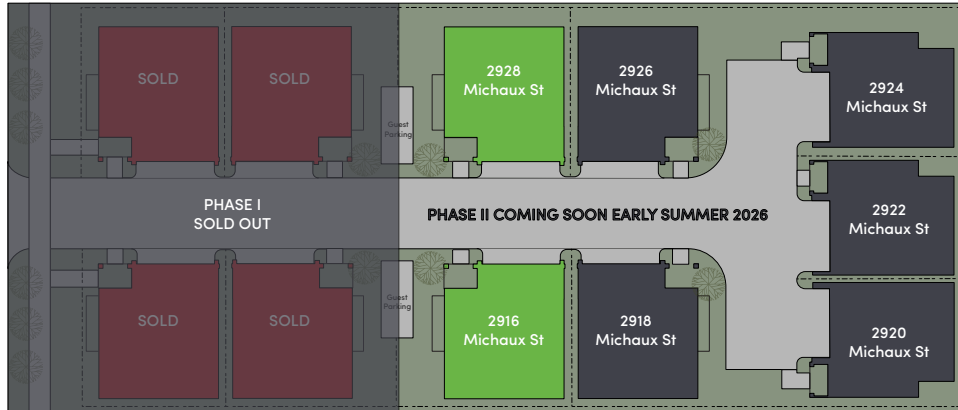 SOLD
SOLD
2928
Michaux St
2926
Michaux St
2924
Michaux St
Guest
Parking
PHASE I
SOLD OUT
PHASE II COMING SOON EARLY SUMMER 2026
2922
Michaux St
Guest
Parking
SOLD
SOLD
2916
Michaux St
2918
Michaux St
2920
Michaux St